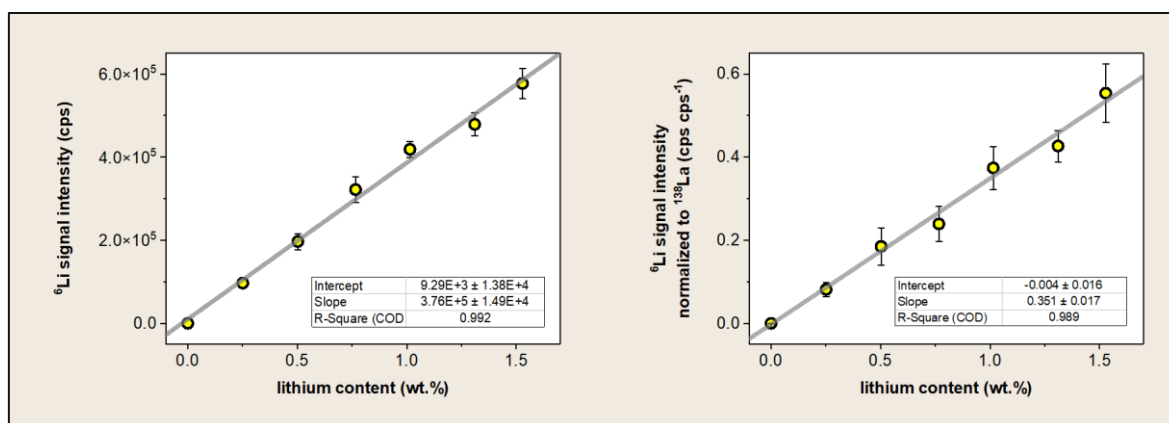 ⁶Li signal intensity (cps)
6.0×10⁵
4.0×10⁵
2.0×10⁵
0.0
Intercept 9.29E+3 ± 1.38E+4
Slope 3.76E+5 ± 1.49E+4
R-Square (COD 0.992
0.0 0.5 1.0 1.5
lithium content (wt.%)
⁶Li signal intensity
normalized to ¹³⁸La (cps cps⁻¹)
0.6
0.4
0.2
0.0
Intercept -0.004 ± 0.016
Slope 0.351 ± 0.017
R-Square (COD) 0.989
0.0 0.5 1.0 1.5
lithium content (wt.%)